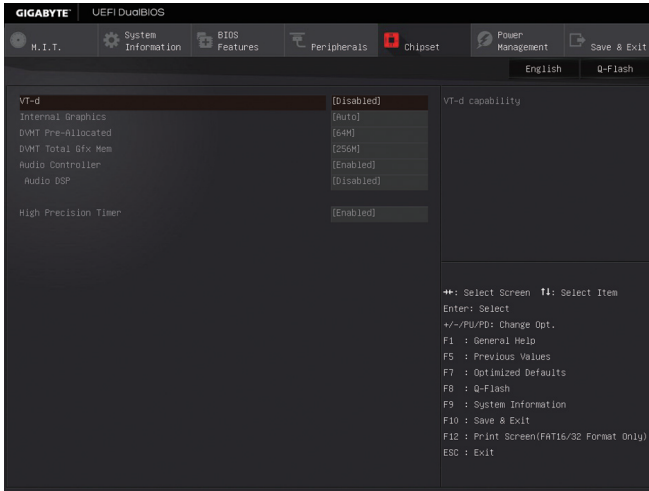 GIGABYTE™ UEFI DualBIOS
M.I.T.
System Information
BIOS Features
Peripherals
Chipset
Power Management
Save & Exit
English Q-Flash
VT-d [Disabled]
Internal Graphics [Auto]
DVMT Pre-Allocated [64M]
DVMT Total Gfx Mem [256M]
Audio Controller [Enabled]
Audio DSP [Disabled]
High Precision Timer [Enabled]
VT-d capability
→←: Select Screen ↑↓: Select Item
Enter: Select
+/-/PU/PD: Change Opt.
F1 : General Help
F5 : Previous Values
F7 : Optimized Defaults
F8 : Q-Flash
F9 : System Information
F10 : Save & Exit
F12 : Print Screen(FAT16/32 Format Only)
ESC : Exit